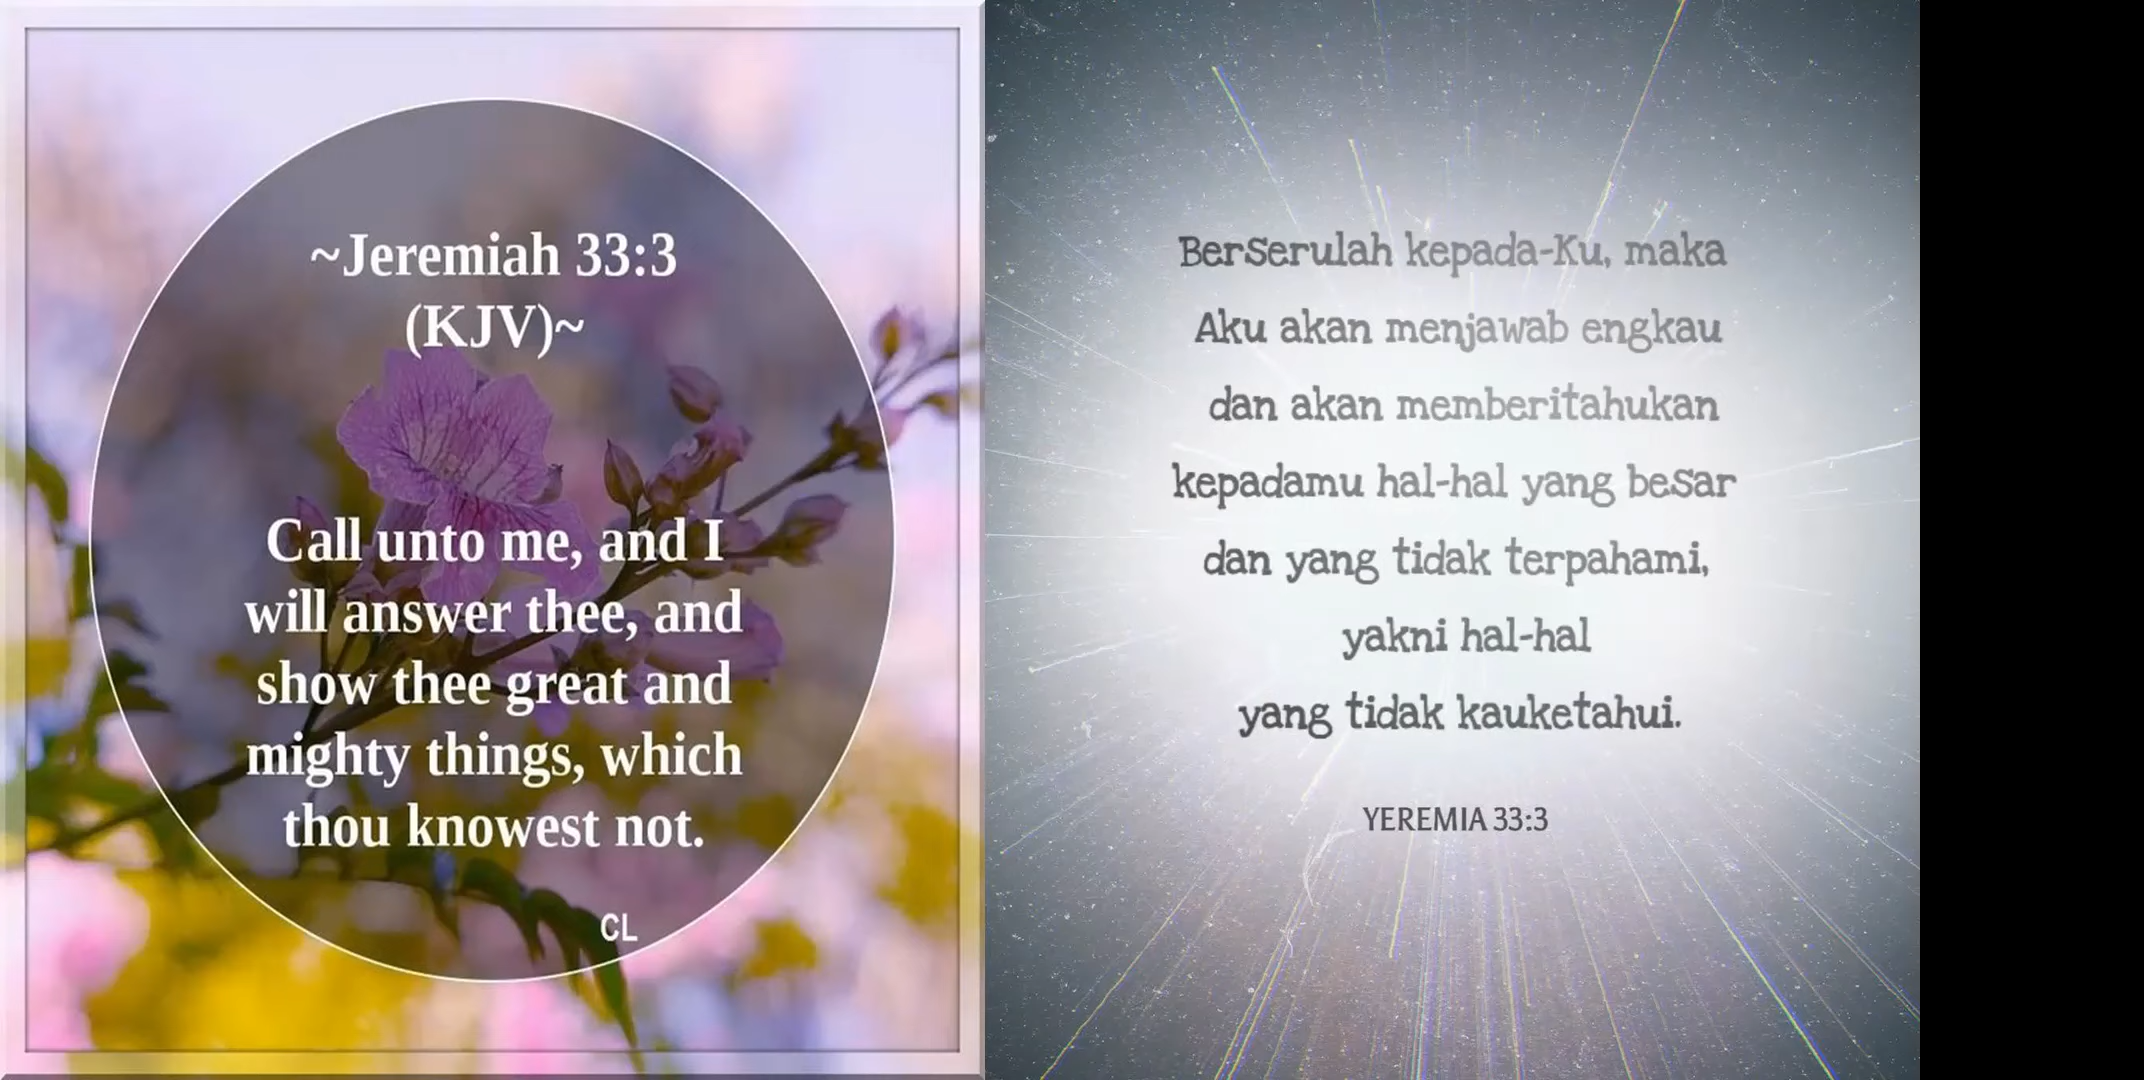 ~Jeremiah 33:3
(KJV)~
Call unto me, and I
will answer thee, and
show thee great and
mighty things, which
thou knowest not.
CL
Berserulah kepada-Ku, maka
Aku akan menjawab engkau
dan akan memberitahukan
kepadamu hal-hal yang besar
dan yang tidak terpahami,
yakni hal-hal
yang tidak kauketahui.
YEREMIA 33:3